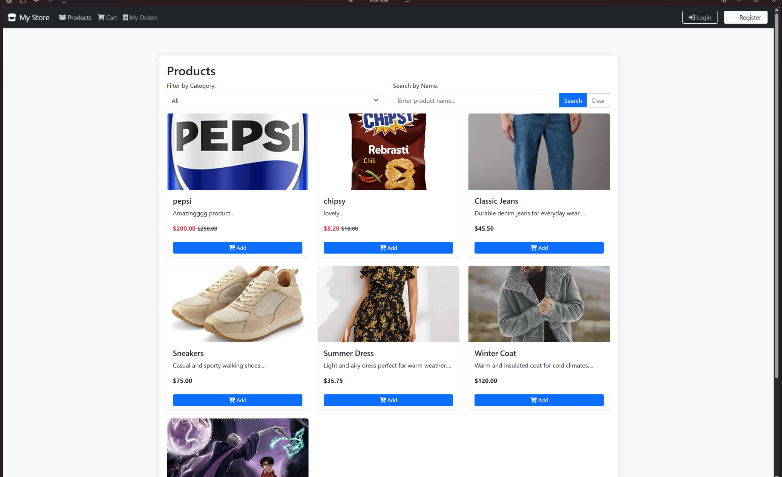 My Store Products Cart My Orders Login Register
Products
Filter by Category: Search by Name:
All Enter product name... Search Clear
PEPSI CHIPSY
Rebrasti
Chili
pepsi chipsy Classic Jeans
Amazingggg product... lovely... Durable denim jeans for everyday wear....
$200.00 $250.00 $8.20 $10.00 $45.50
Add Add Add
Sneakers Summer Dress Winter Coat
Casual and sporty walking shoes... Light and airy dress perfect for warm weather.... Warm and insulated coat for cold climates....
$75.00 $35.75 $120.00
Add Add Add